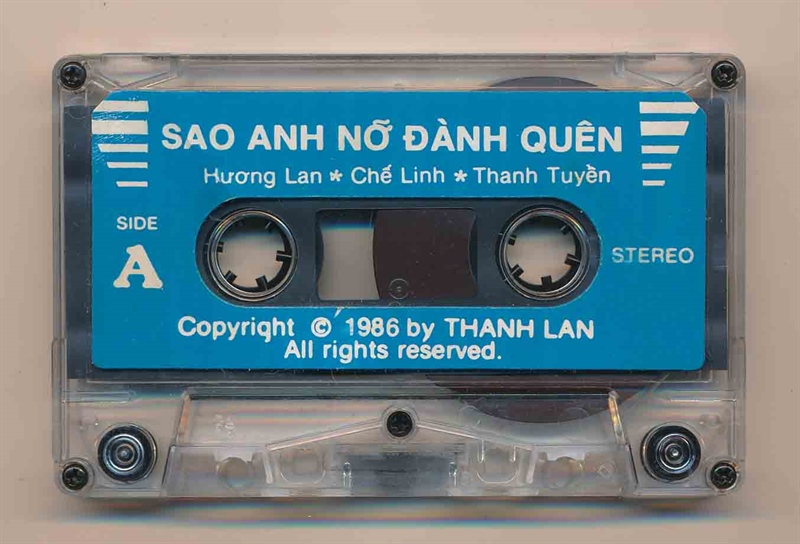 SAO ANH NỠ ĐÀNH QUÊN
Hương Lan * Chế Linh * Thanh Tuyền
SIDE
A
STEREO
Copyright © 1986 by THANH LAN
All rights reserved.